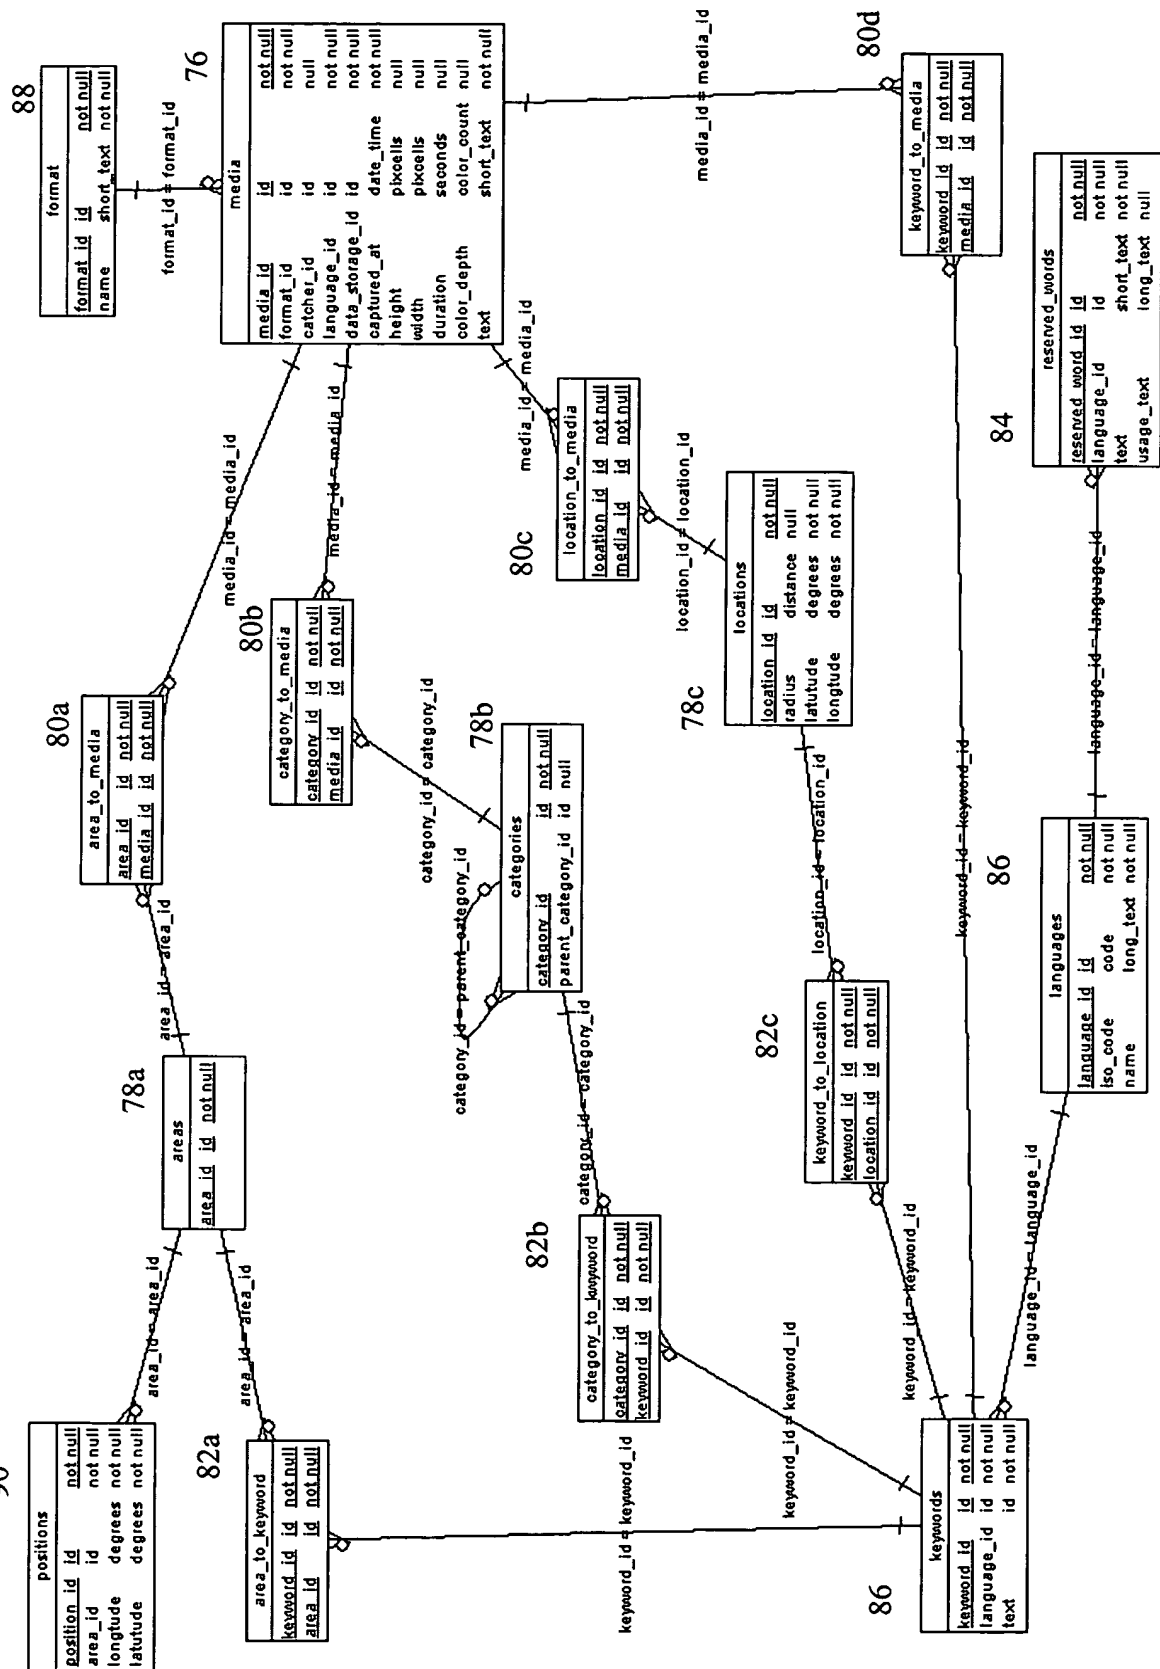 88
format
format_id id not null
name short_text not null
format_id = format_id
76
media
media_id id not null
format_id id not null
catcher_id id null
language_id id null
data_storage_id id not null
captured_at date_time not null
height pixcells null
width pixcells null
duration seconds null
color_depth color_count null
text short_text not null
media_id = media_id
80d
keyword_to_media
keyword_id id not null
media_id id not null
media_id = media_id
media_id = media_id
media_id = media_id
80a
area_to_media
area_id id not null
media_id id not null
80b
category_to_media
category_id id not null
media_id id not null
80c
location_to_media
location_id id not null
media_id id not null
location_id = location_id
84
reserved_words
reserved_word_id id not null
language_id id not null
text short_text not null
usage_text long_text null
area_id = area_id
category_id = category_id
78a
areas
area_id id not null
78b
categories
category_id id not null
parent_category_id id null
category_id = parent_category_id
78c
locations
location_id id not null
radius distance null
latutude degrees not null
longtude degrees not null
keyword_id = keyword_id
language_id = language_id
86
languages
language_id id not null
iso_code code not null
name long_text not null
area_id = area_id
area_id = area_id
category_id = category_id
location_id = location_id
positions
position_id id not null
area_id id not null
longtude degrees not null
latutude degrees not null
82a
area_to_keyword
keyword_id id not null
area_id id not null
82b
category_to_keyword
category_id id not null
keyword_id id not null
82c
keyword_to_location
keyword_id id not null
location_id id not null
keyword_id = keyword_id
keyword_id = keyword_id
keyword_id = keyword_id
language_id = language_id
86
keywords
keyword_id id not null
language_id id not null
text id not null